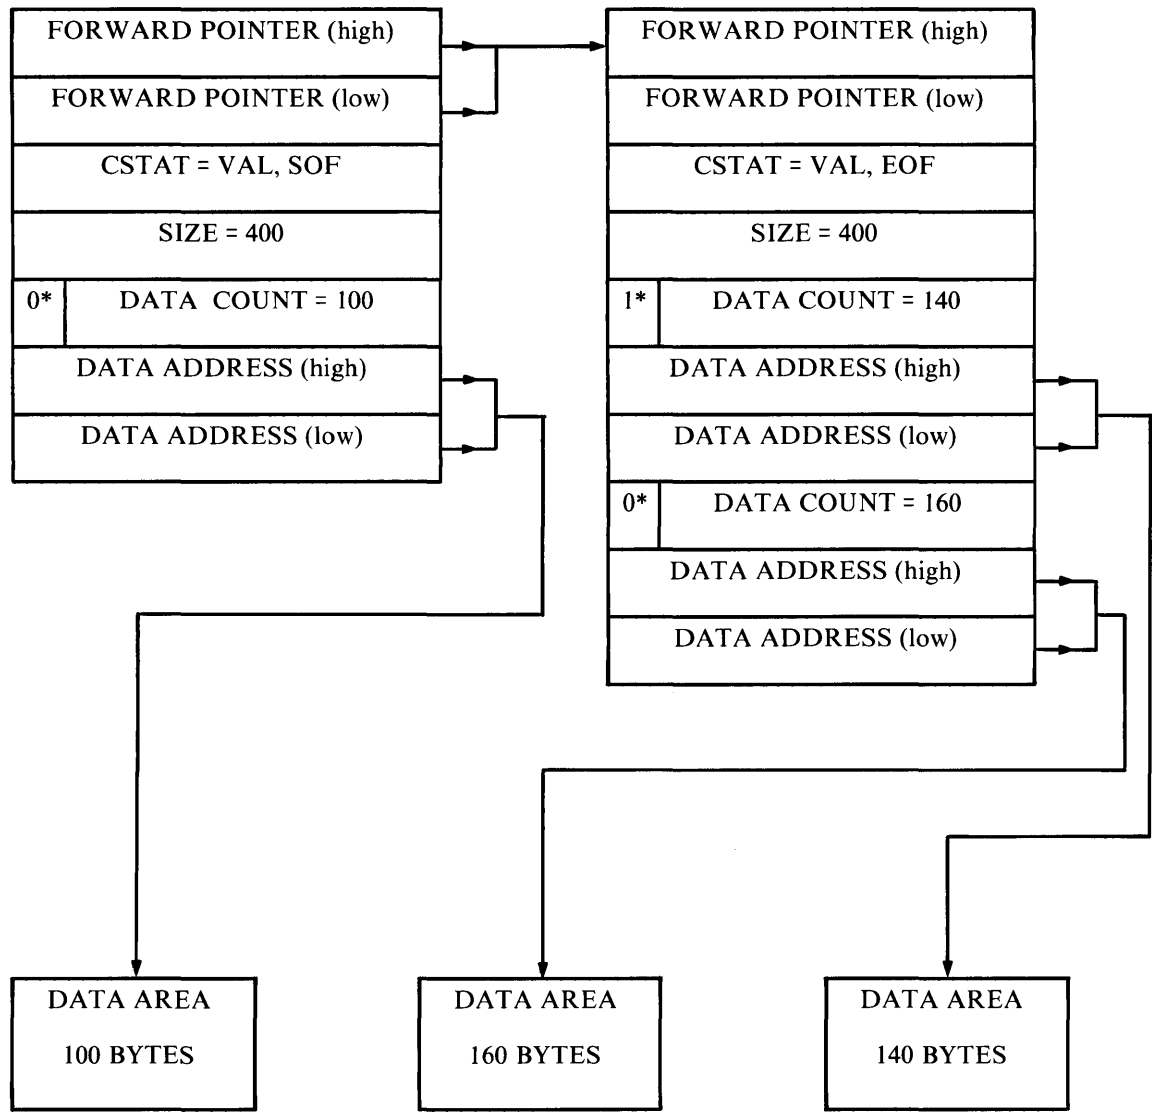 FORWARD POINTER (high)
FORWARD POINTER (low)
CSTAT = VAL, SOF
SIZE = 400
0* DATA COUNT = 100
DATA ADDRESS (high)
DATA ADDRESS (low)
FORWARD POINTER (high)
FORWARD POINTER (low)
CSTAT = VAL, EOF
SIZE = 400
1* DATA COUNT = 140
DATA ADDRESS (high)
DATA ADDRESS (low)
0* DATA COUNT = 160
DATA ADDRESS (high)
DATA ADDRESS (low)
DATA AREA
100 BYTES
DATA AREA
160 BYTES
DATA AREA
140 BYTES